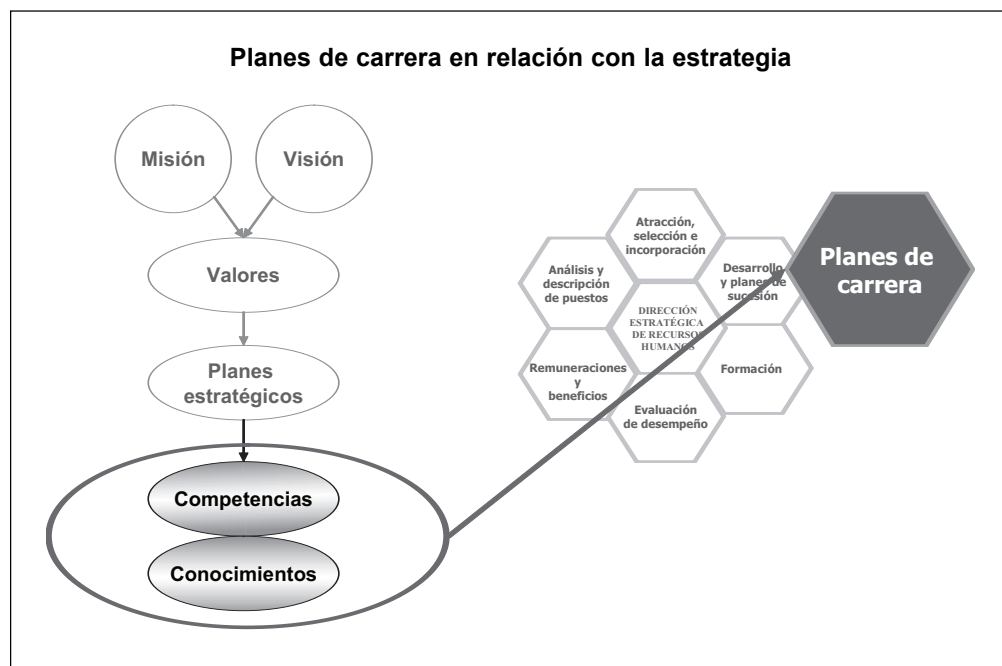 Planes de carrera en relación con la estrategia
Misión
Visión
Valores
Planes
estratégicos
Competencias
Conocimientos
Atracción,
selección e
incorporación
Análisis y
descripción
de puestos
Desarrollo
y planes de
sucesión
DIRECCIÓN
ESTRATÉGICA
DE RECURSOS
HUMANOS
Remuneraciones
y
beneficios
Formación
Evaluación
de desempeño
Planes de
carrera